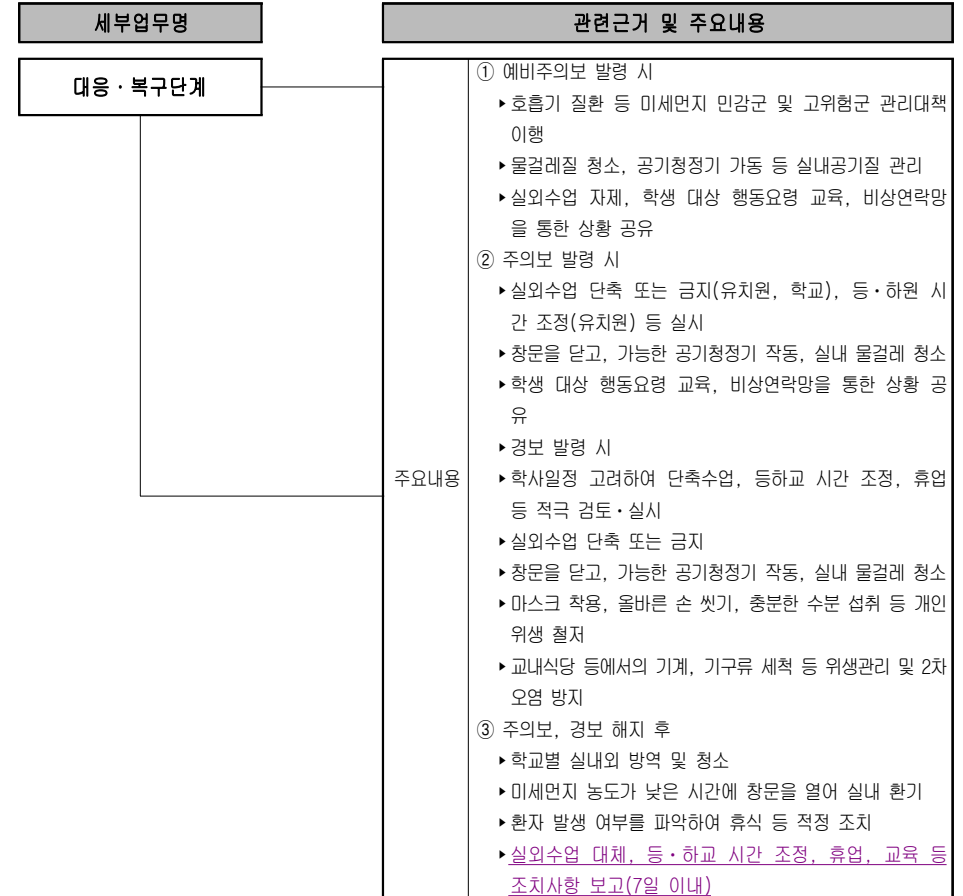 세부업무명
관련근거 및 주요내용
대응·복구단계
주요내용
① 예비주의보 발령 시
▸호흡기 질환 등 미세먼지 민감군 및 고위험군 관리대책
이행
▸물걸레질 청소, 공기청정기 가동 등 실내공기질 관리
▸실외수업 자제, 학생 대상 행동요령 교육, 비상연락망
을 통한 상황 공유
② 주의보 발령 시
▸실외수업 단축 또는 금지(유치원, 학교), 등·하원 시
간 조정(유치원) 등 실시
▸창문을 닫고, 가능한 공기청정기 작동, 실내 물걸레 청소
▸학생 대상 행동요령 교육, 비상연락망을 통한 상황 공
유
▸경보 발령 시
▸학사일정 고려하여 단축수업, 등하교 시간 조정, 휴업
등 적극 검토·실시
▸실외수업 단축 또는 금지
▸창문을 닫고, 가능한 공기청정기 작동, 실내 물걸레 청소
▸마스크 착용, 올바른 손 씻기, 충분한 수분 섭취 등 개인
위생 철저
▸교내식당 등에서의 기계, 기구류 세척 등 위생관리 및 2차
오염 방지
③ 주의보, 경보 해지 후
▸학교별 실내외 방역 및 청소
▸미세먼지 농도가 낮은 시간에 창문을 열어 실내 환기
▸환자 발생 여부를 파악하여 휴식 등 적정 조치
▸실외수업 대체, 등·하교 시간 조정, 휴업, 교육 등
조치사항 보고(7일 이내)